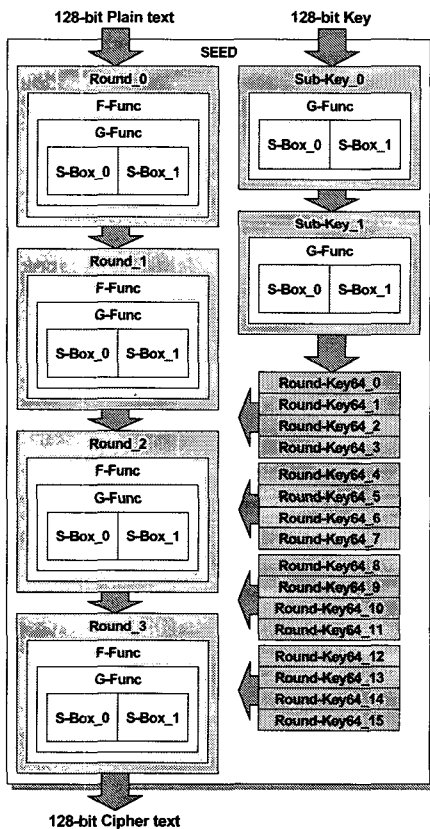 128-bit Plain text
128-bit Key
SEED
Round_0
F-Func
G-Func
S-Box_0 S-Box_1
Round_1
F-Func
G-Func
S-Box_0 S-Box_1
Round_2
F-Func
G-Func
S-Box_0 S-Box_1
Round_3
F-Func
G-Func
S-Box_0 S-Box_1
128-bit Cipher text
Sub-Key_0
G-Func
S-Box_0 S-Box_1
Sub-Key_1
G-Func
S-Box_0 S-Box_1
Round-Key64_0
Round-Key64_1
Round-Key64_2
Round-Key64_3
Round-Key64_4
Round-Key64_5
Round-Key64_6
Round-Key64_7
Round-Key64_8
Round-Key64_9
Round-Key64_10
Round-Key64_11
Round-Key64_12
Round-Key64_13
Round-Key64_14
Round-Key64_15